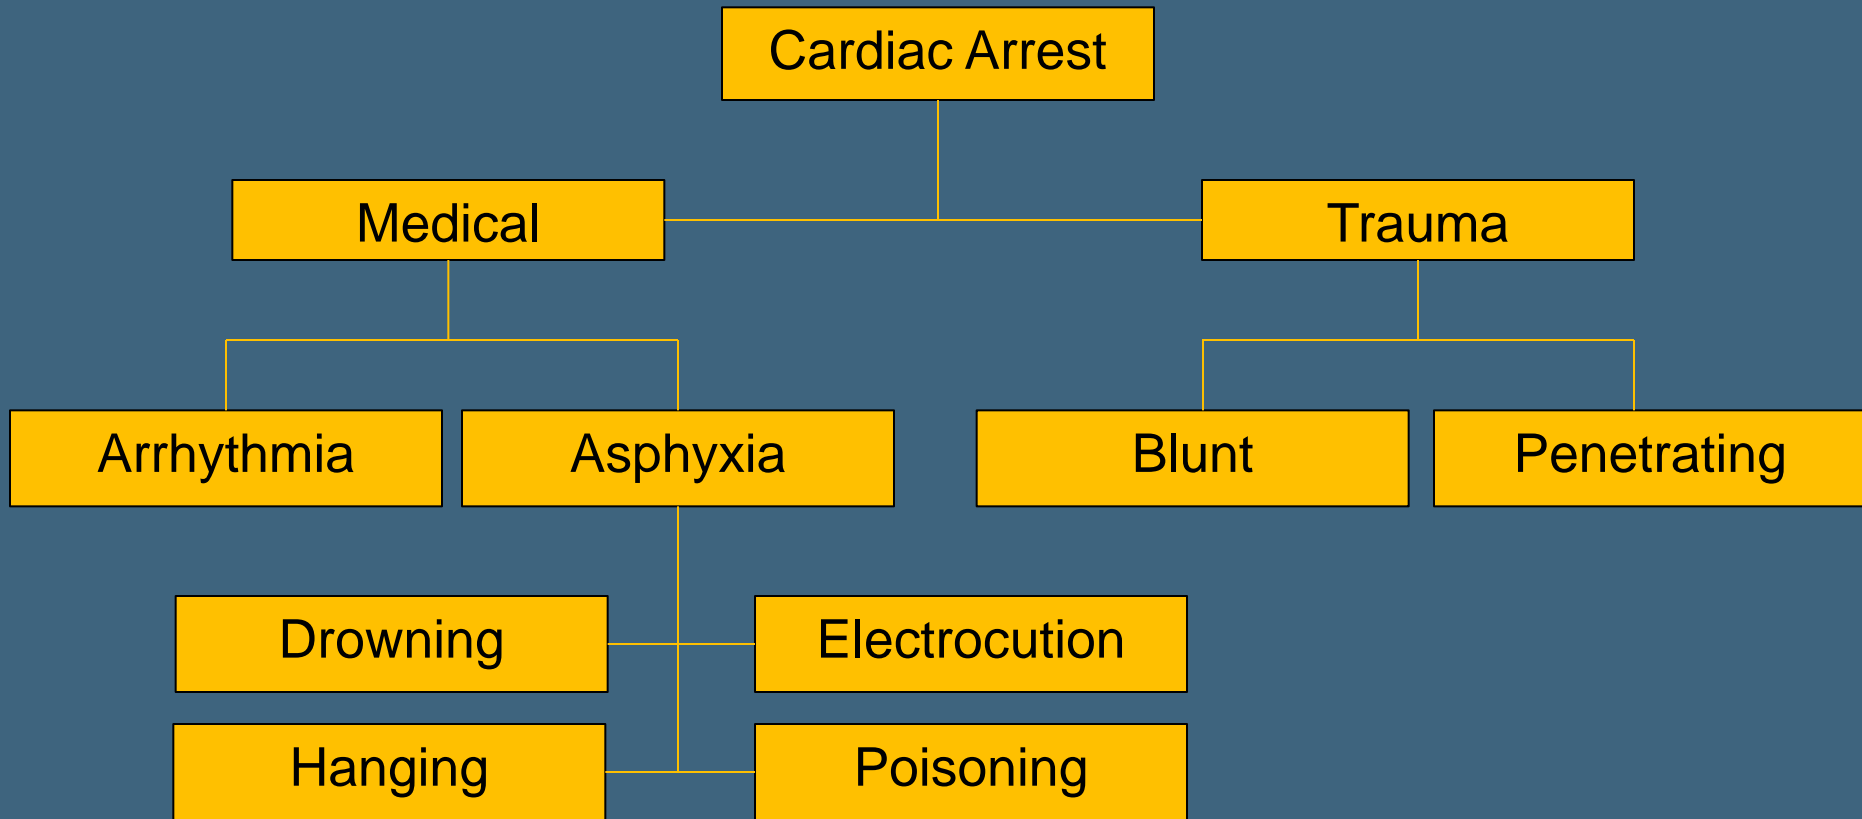 Cardiac Arrest
Medical
Trauma
Arrhythmia
Asphyxia
Blunt
Penetrating
Drowning
Electrocution
Hanging
Poisoning